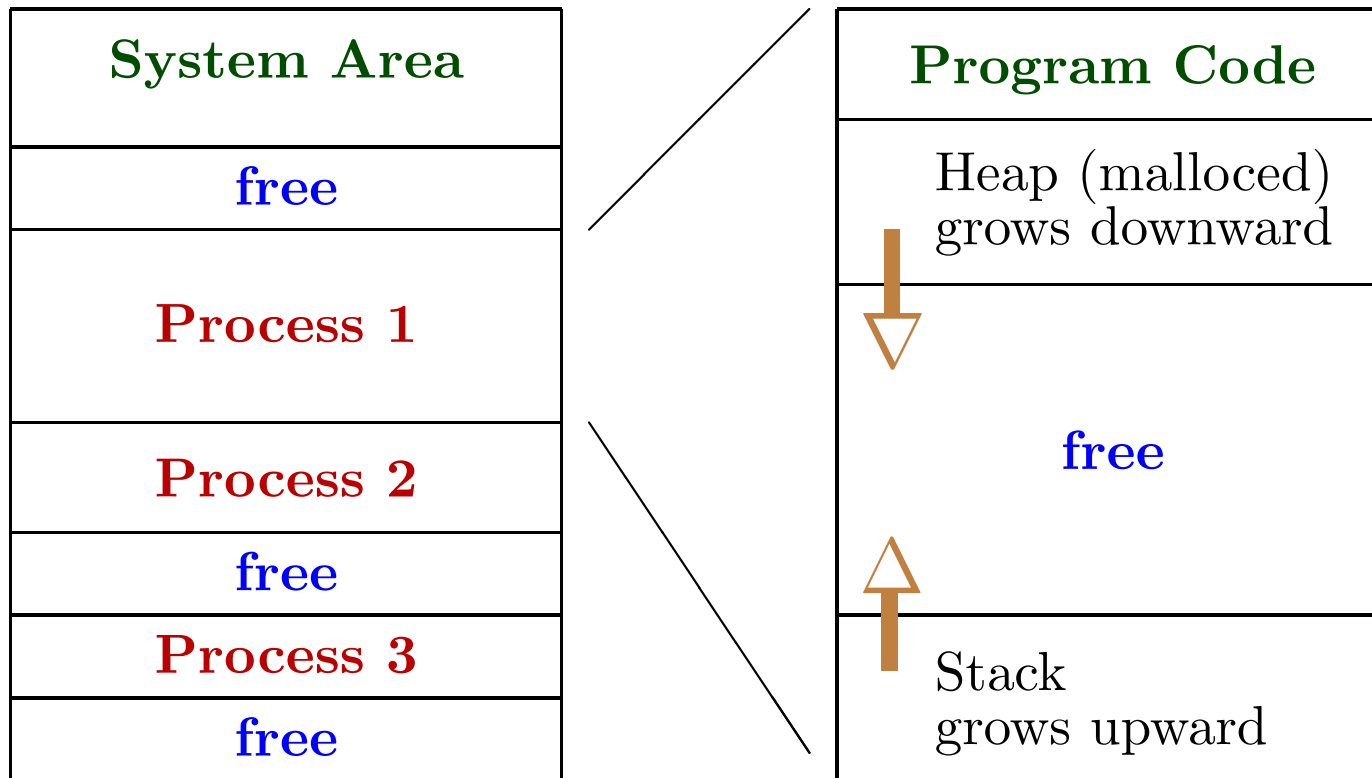 System Area
free
Process 1
Process 2
free
Process 3
free
Program Code
Heap (malloced)
grows downward
free
Stack
grows upward